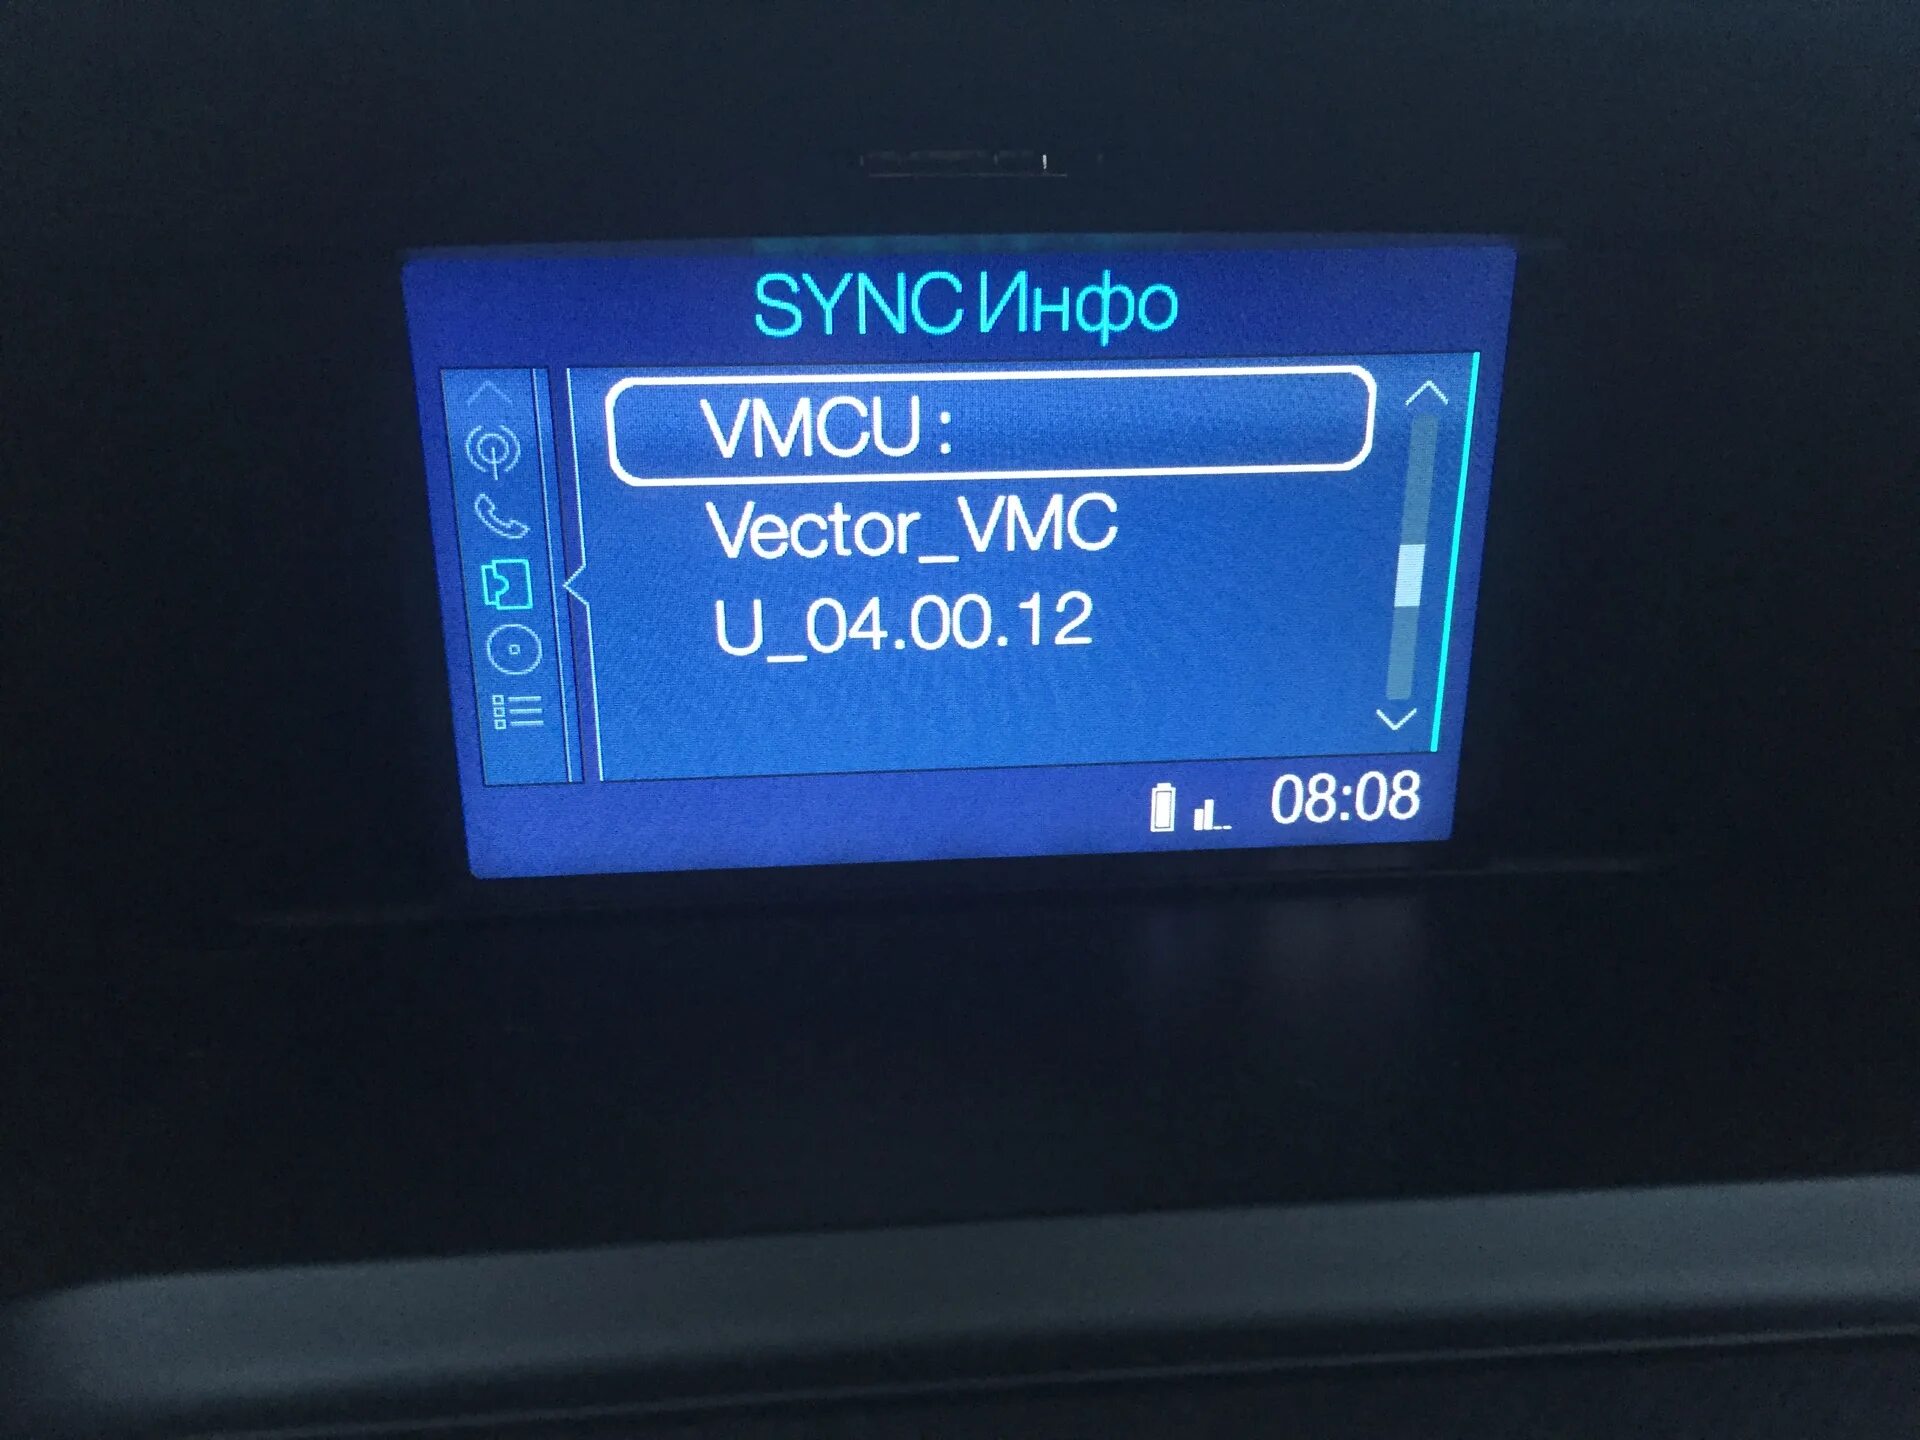 SYNC Инфо
VMCU :
Vector_VMC
U_04.00.12
08:08